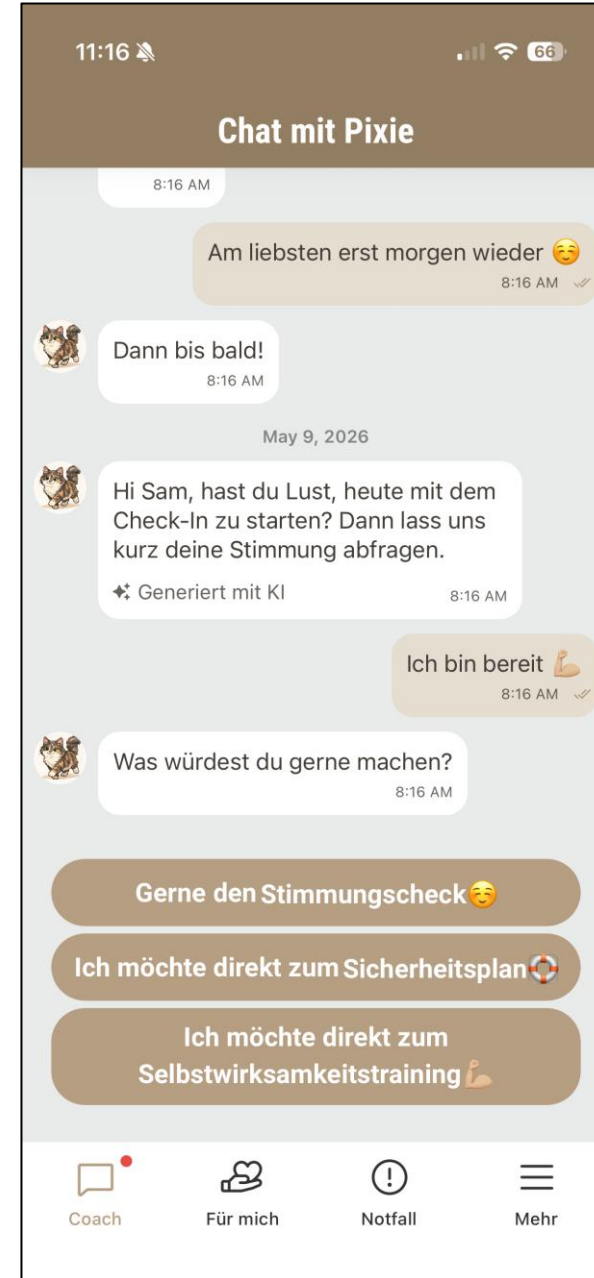 11:16
66
Chat mit Pixie
8:16 AM
Am liebsten erst morgen wieder ☺️
8:16 AM
Dann bis bald!
8:16 AM
May 9, 2026
Hi Sam, hast du Lust, heute mit dem
Check-In zu starten? Dann lass uns
kurz deine Stimmung abfragen.
Generiert mit KI
8:16 AM
Ich bin bereit 💪🏼
8:16 AM
Was würdest du gerne machen?
8:16 AM
Gerne den Stimmungscheck☺️
Ich möchte direkt zum Sicherheitsplan🛟
Ich möchte direkt zum
Selbstwirksamkeitstraining💪🏼
Coach
Für mich
Notfall
Mehr